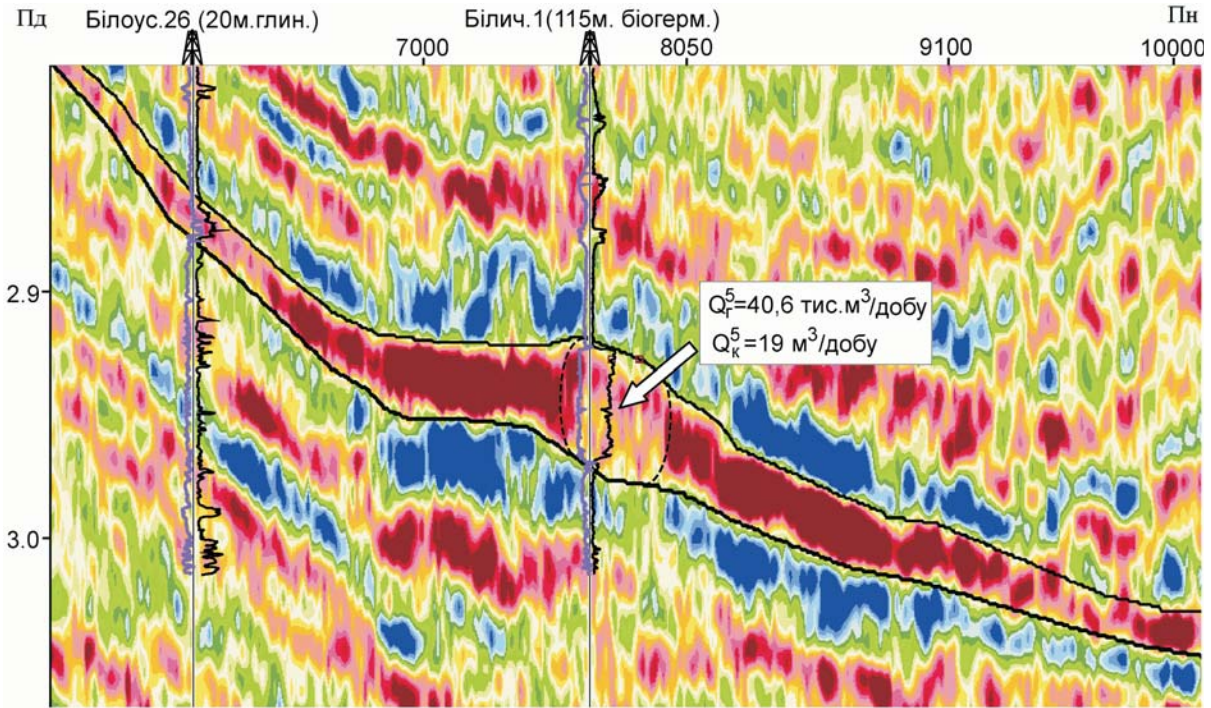 Пд Білоус.26 (20м.глин.) Білич.1(115м. біогерм.) Пн
7000 8050 9100 10000
2.9
Q⁵г=40,6 тис.м³/добу
Q⁵к=19 м³/добу
3.0